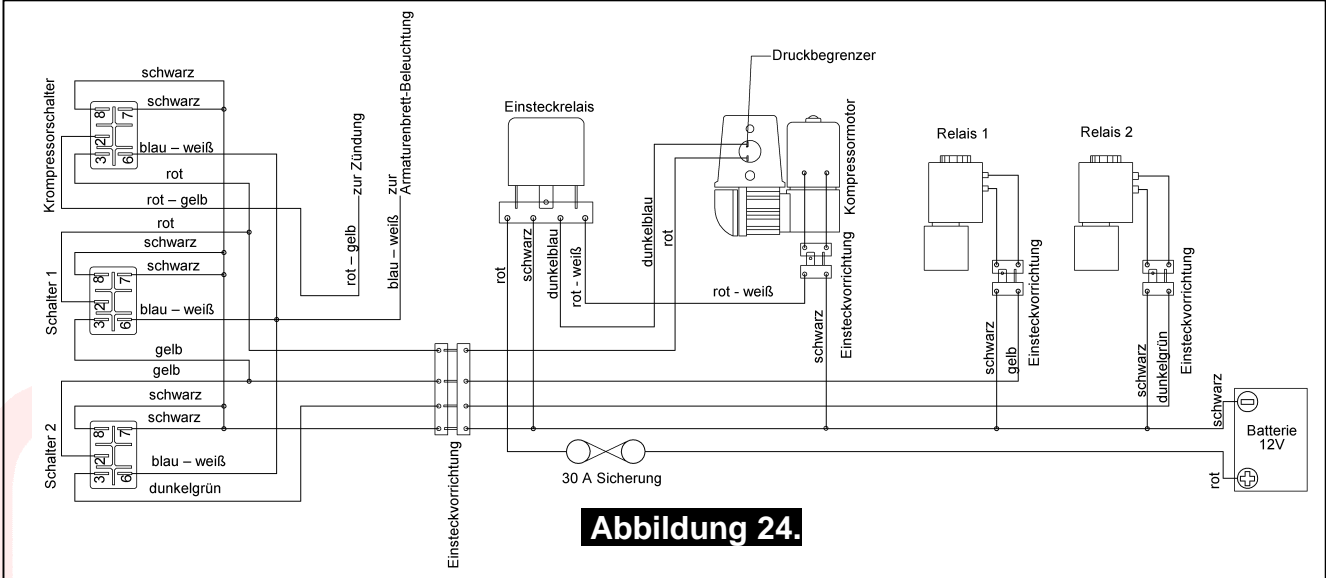 Krompressorschalter
schwarz
schwarz
8
7
2
3
6
blau – weiß
rot
rot – gelb
Schalter 1
rot
schwarz
schwarz
8
7
2
3
6
blau – weiß
gelb
Schalter 2
gelb
schwarz
schwarz
8
7
2
3
6
blau – weiß
dunkelgrün
rot – gelb
zur Zündung
blau – weiß
zur
Armaturenbrett-Beleuchtung
Einsteckvorrichtung
Einsteckrelais
rot
schwarz
dunkelblau
rot - weiß
dunkelblau
rot
Druckbegrenzer
Kompressormotor
rot - weiß
schwarz
Einsteckvorrichtung
Relais 1
schwarz
gelb
Einsteckvorrichtung
Relais 2
schwarz
dunkelgrün
Einsteckvorrichtung
30 A Sicherung
schwarz
rot
Batterie
12V
Abbildung 24.